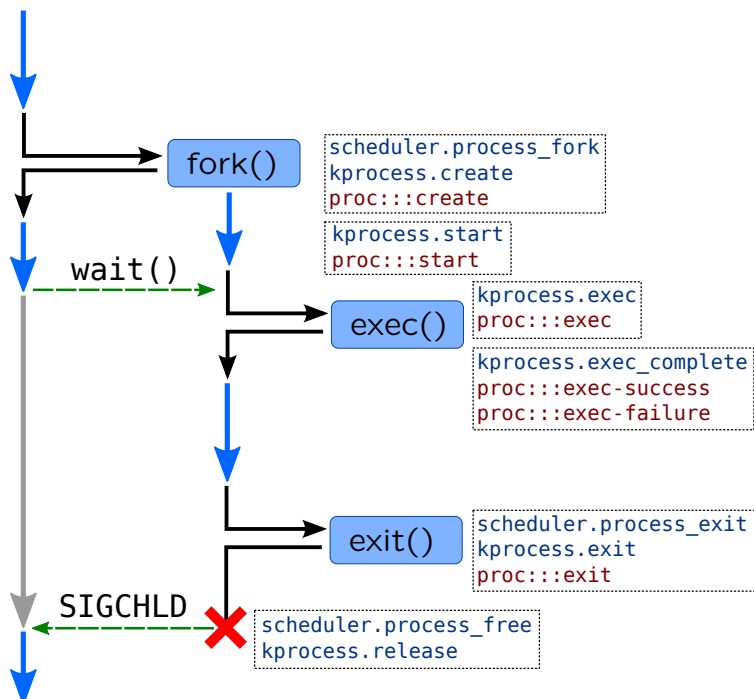 fork()
scheduler.process_fork
kprocess.create
proc:::create
kprocess.start
proc:::start
wait()
exec()
kprocess.exec
proc:::exec
kprocess.exec_complete
proc:::exec-success
proc:::exec-failure
exit()
scheduler.process_exit
kprocess.exit
proc:::exit
SIGCHLD
scheduler.process_free
kprocess.release